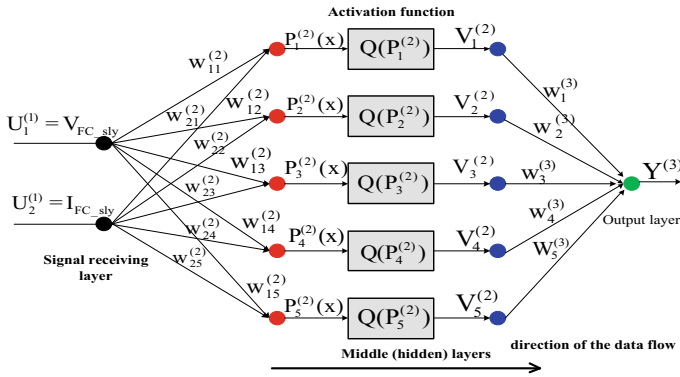 Activation function
P₁⁽²⁾(x) Q(P₁⁽²⁾) V₁⁽²⁾
w₁₁⁽²⁾
w₁⁽³⁾
U₁⁽¹⁾ = V_FC_sly
w₂₁⁽²⁾ w₁₂⁽²⁾ P₂⁽²⁾(x) Q(P₂⁽²⁾) V₂⁽²⁾
w₂⁽³⁾
w₂₂⁽²⁾
w₁₃⁽²⁾ P₃⁽²⁾(x) Q(P₃⁽²⁾) V₃⁽²⁾ w₃⁽³⁾ Y⁽³⁾
w₂₃⁽²⁾
U₂⁽¹⁾ = I_FC_sly
w₄⁽³⁾ Output layer
w₂₄⁽²⁾ w₁₄⁽²⁾ P₄⁽²⁾(x) Q(P₄⁽²⁾) V₄⁽²⁾ W₅⁽³⁾
Signal receiving
layer
w₂₅⁽²⁾
w₁₅⁽²⁾ P₅⁽²⁾(x) Q(P₅⁽²⁾) V₅⁽²⁾
Middle (hidden) layers direction of the data flow